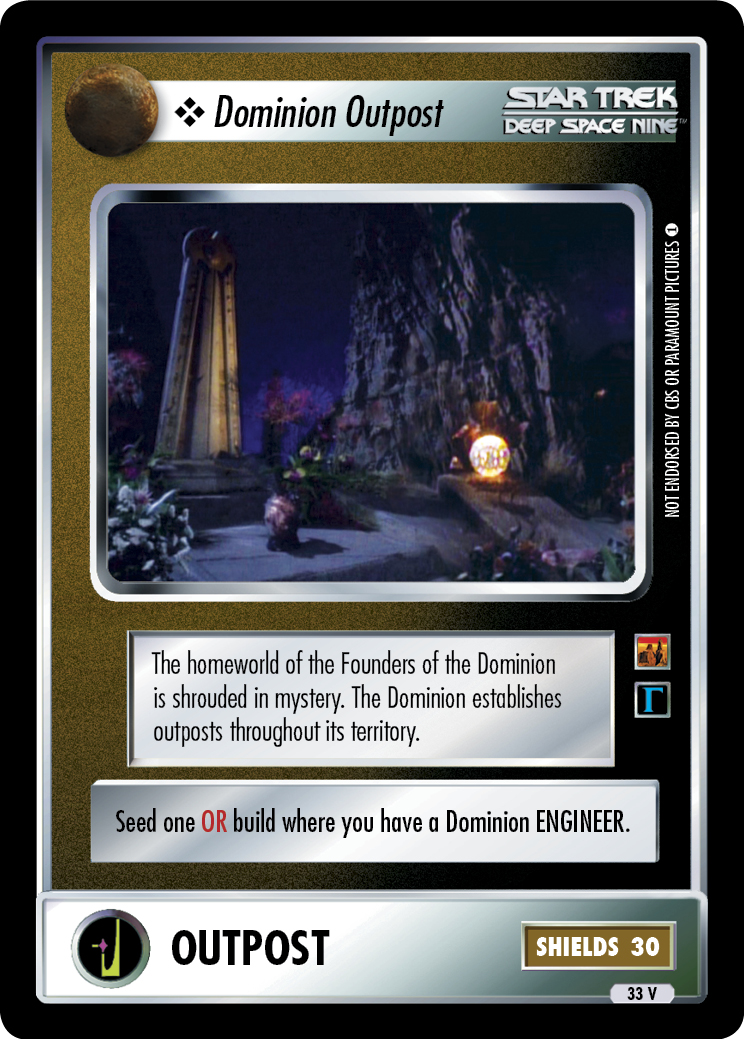 ❖ Dominion Outpost
STAR TREK
DEEP SPACE NINE™
NOT ENDORSED BY CBS OR PARAMOUNT PICTURES 1
The homeworld of the Founders of the Dominion
is shrouded in mystery. The Dominion establishes
outposts throughout its territory.
Γ
Seed one OR build where you have a Dominion ENGINEER.
OUTPOST
SHIELDS 30
33 V